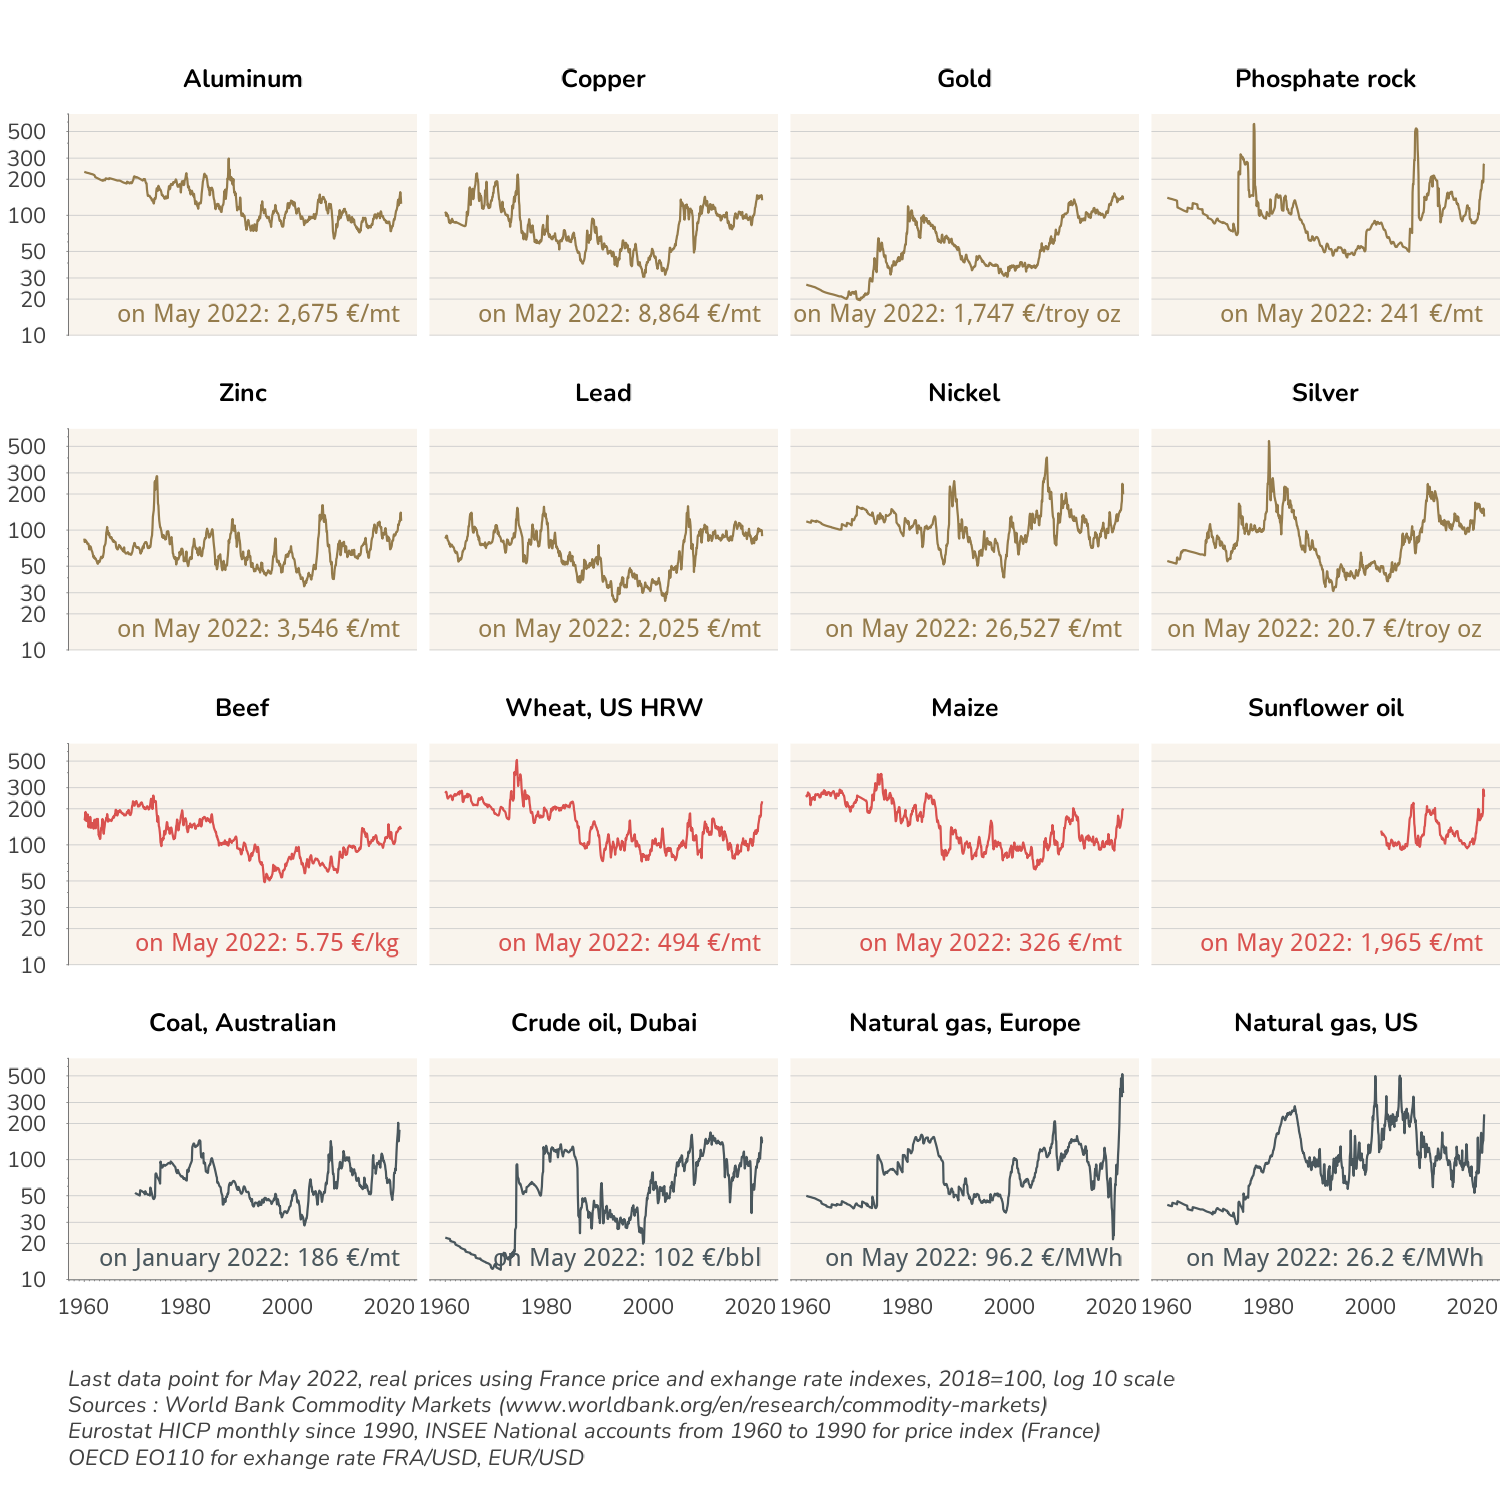 Aluminum Copper Gold Phosphate rock
500
300
200
100
50
30
20
10
on May 2022: 2,675 €/mt on May 2022: 8,864 €/mt on May 2022: 1,747 €/troy oz on May 2022: 241 €/mt
Zinc Lead Nickel Silver
500
300
200
100
50
30
20
10
on May 2022: 3,546 €/mt on May 2022: 2,025 €/mt on May 2022: 26,527 €/mt on May 2022: 20.7 €/troy oz
Beef Wheat, US HRW Maize Sunflower oil
500
300
200
100
50
30
20
10
on May 2022: 5.75 €/kg on May 2022: 494 €/mt on May 2022: 326 €/mt on May 2022: 1,965 €/mt
Coal, Australian Crude oil, Dubai Natural gas, Europe Natural gas, US
500
300
200
100
50
30
20
10
on January 2022: 186 €/mt on May 2022: 102 €/bbl on May 2022: 96.2 €/MWh on May 2022: 26.2 €/MWh
1960 1980 2000 2020 1960 1980 2000 2020 1960 1980 2000 2020 1960 1980 2000 2020
Last data point for May 2022, real prices using France price and exhange rate indexes, 2018=100, log 10 scale
Sources : World Bank Commodity Markets (www.worldbank.org/en/research/commodity-markets)
Eurostat HICP monthly since 1990, INSEE National accounts from 1960 to 1990 for price index (France)
OECD EO110 for exhange rate FRA/USD, EUR/USD